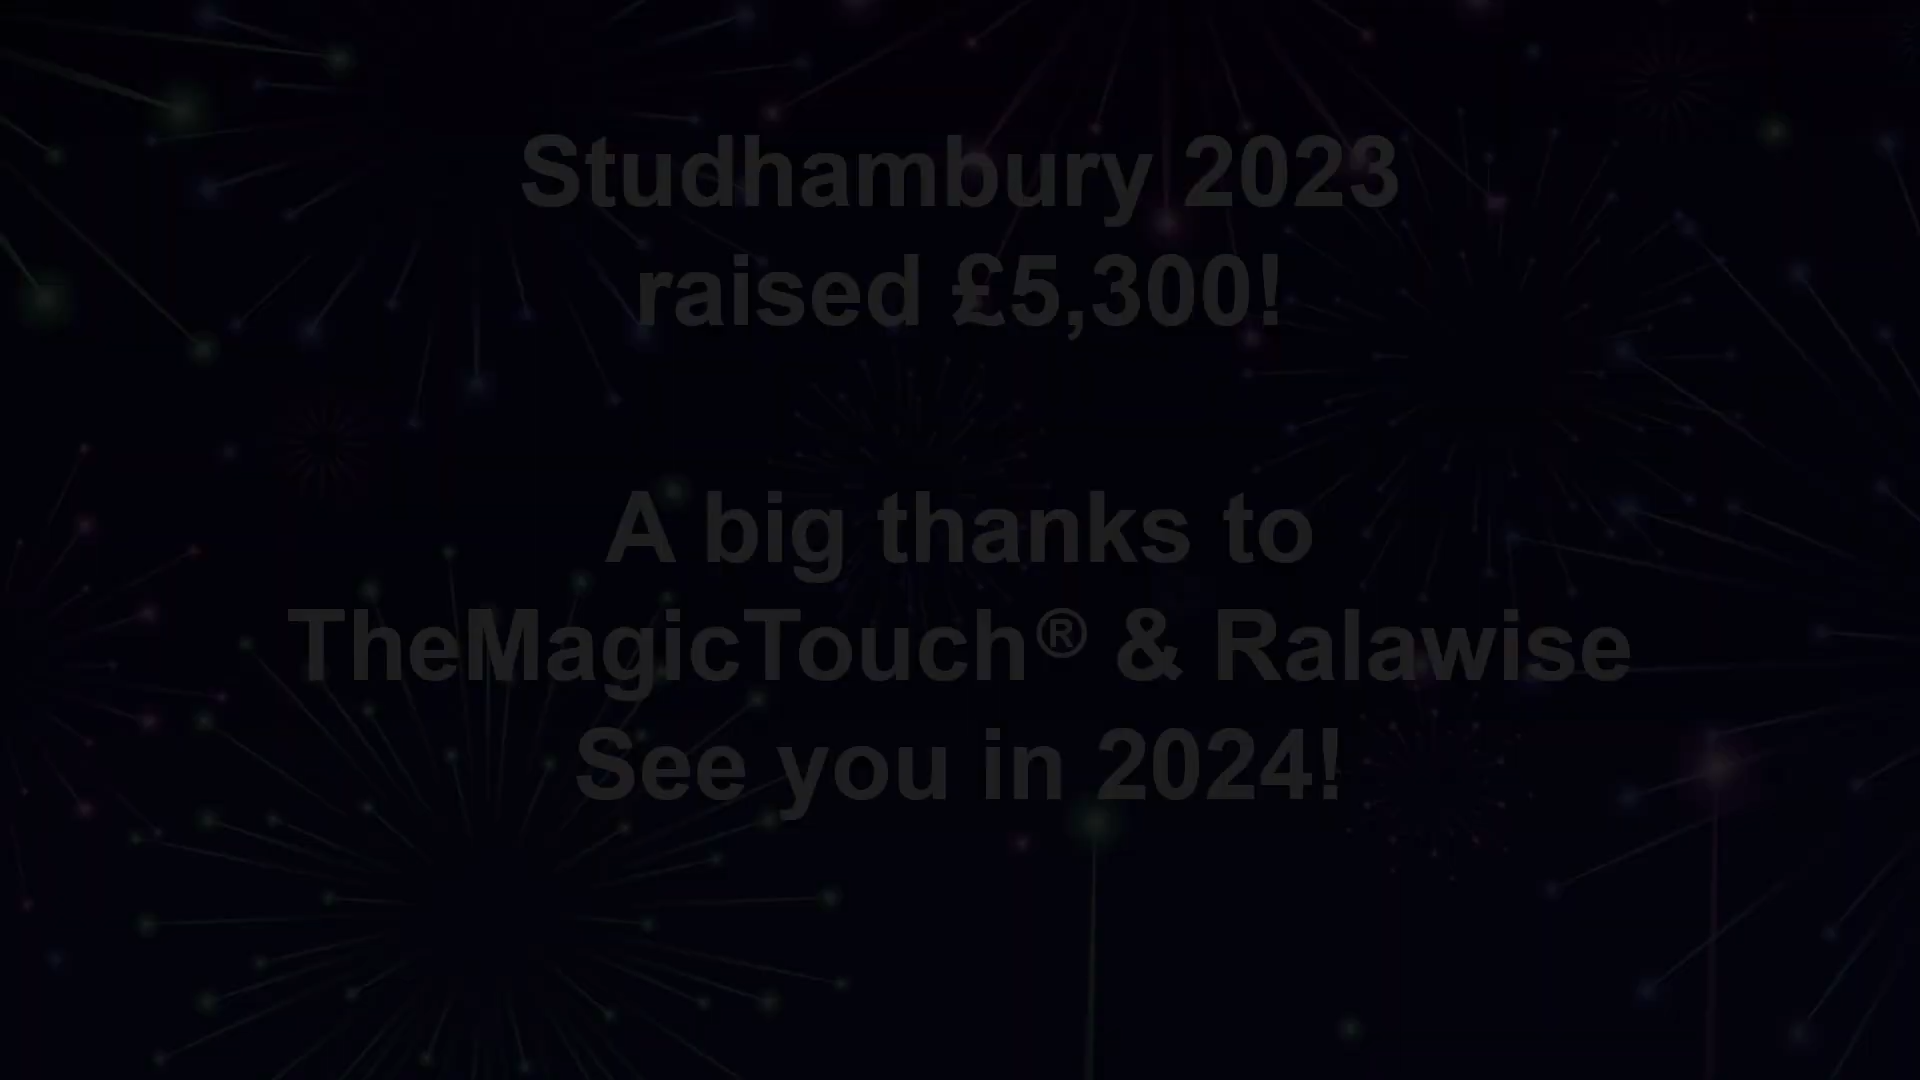 Studhambury 2023
raised £5,300!
A big thanks to
TheMagicTouch® & Ralawise
See you in 2024!